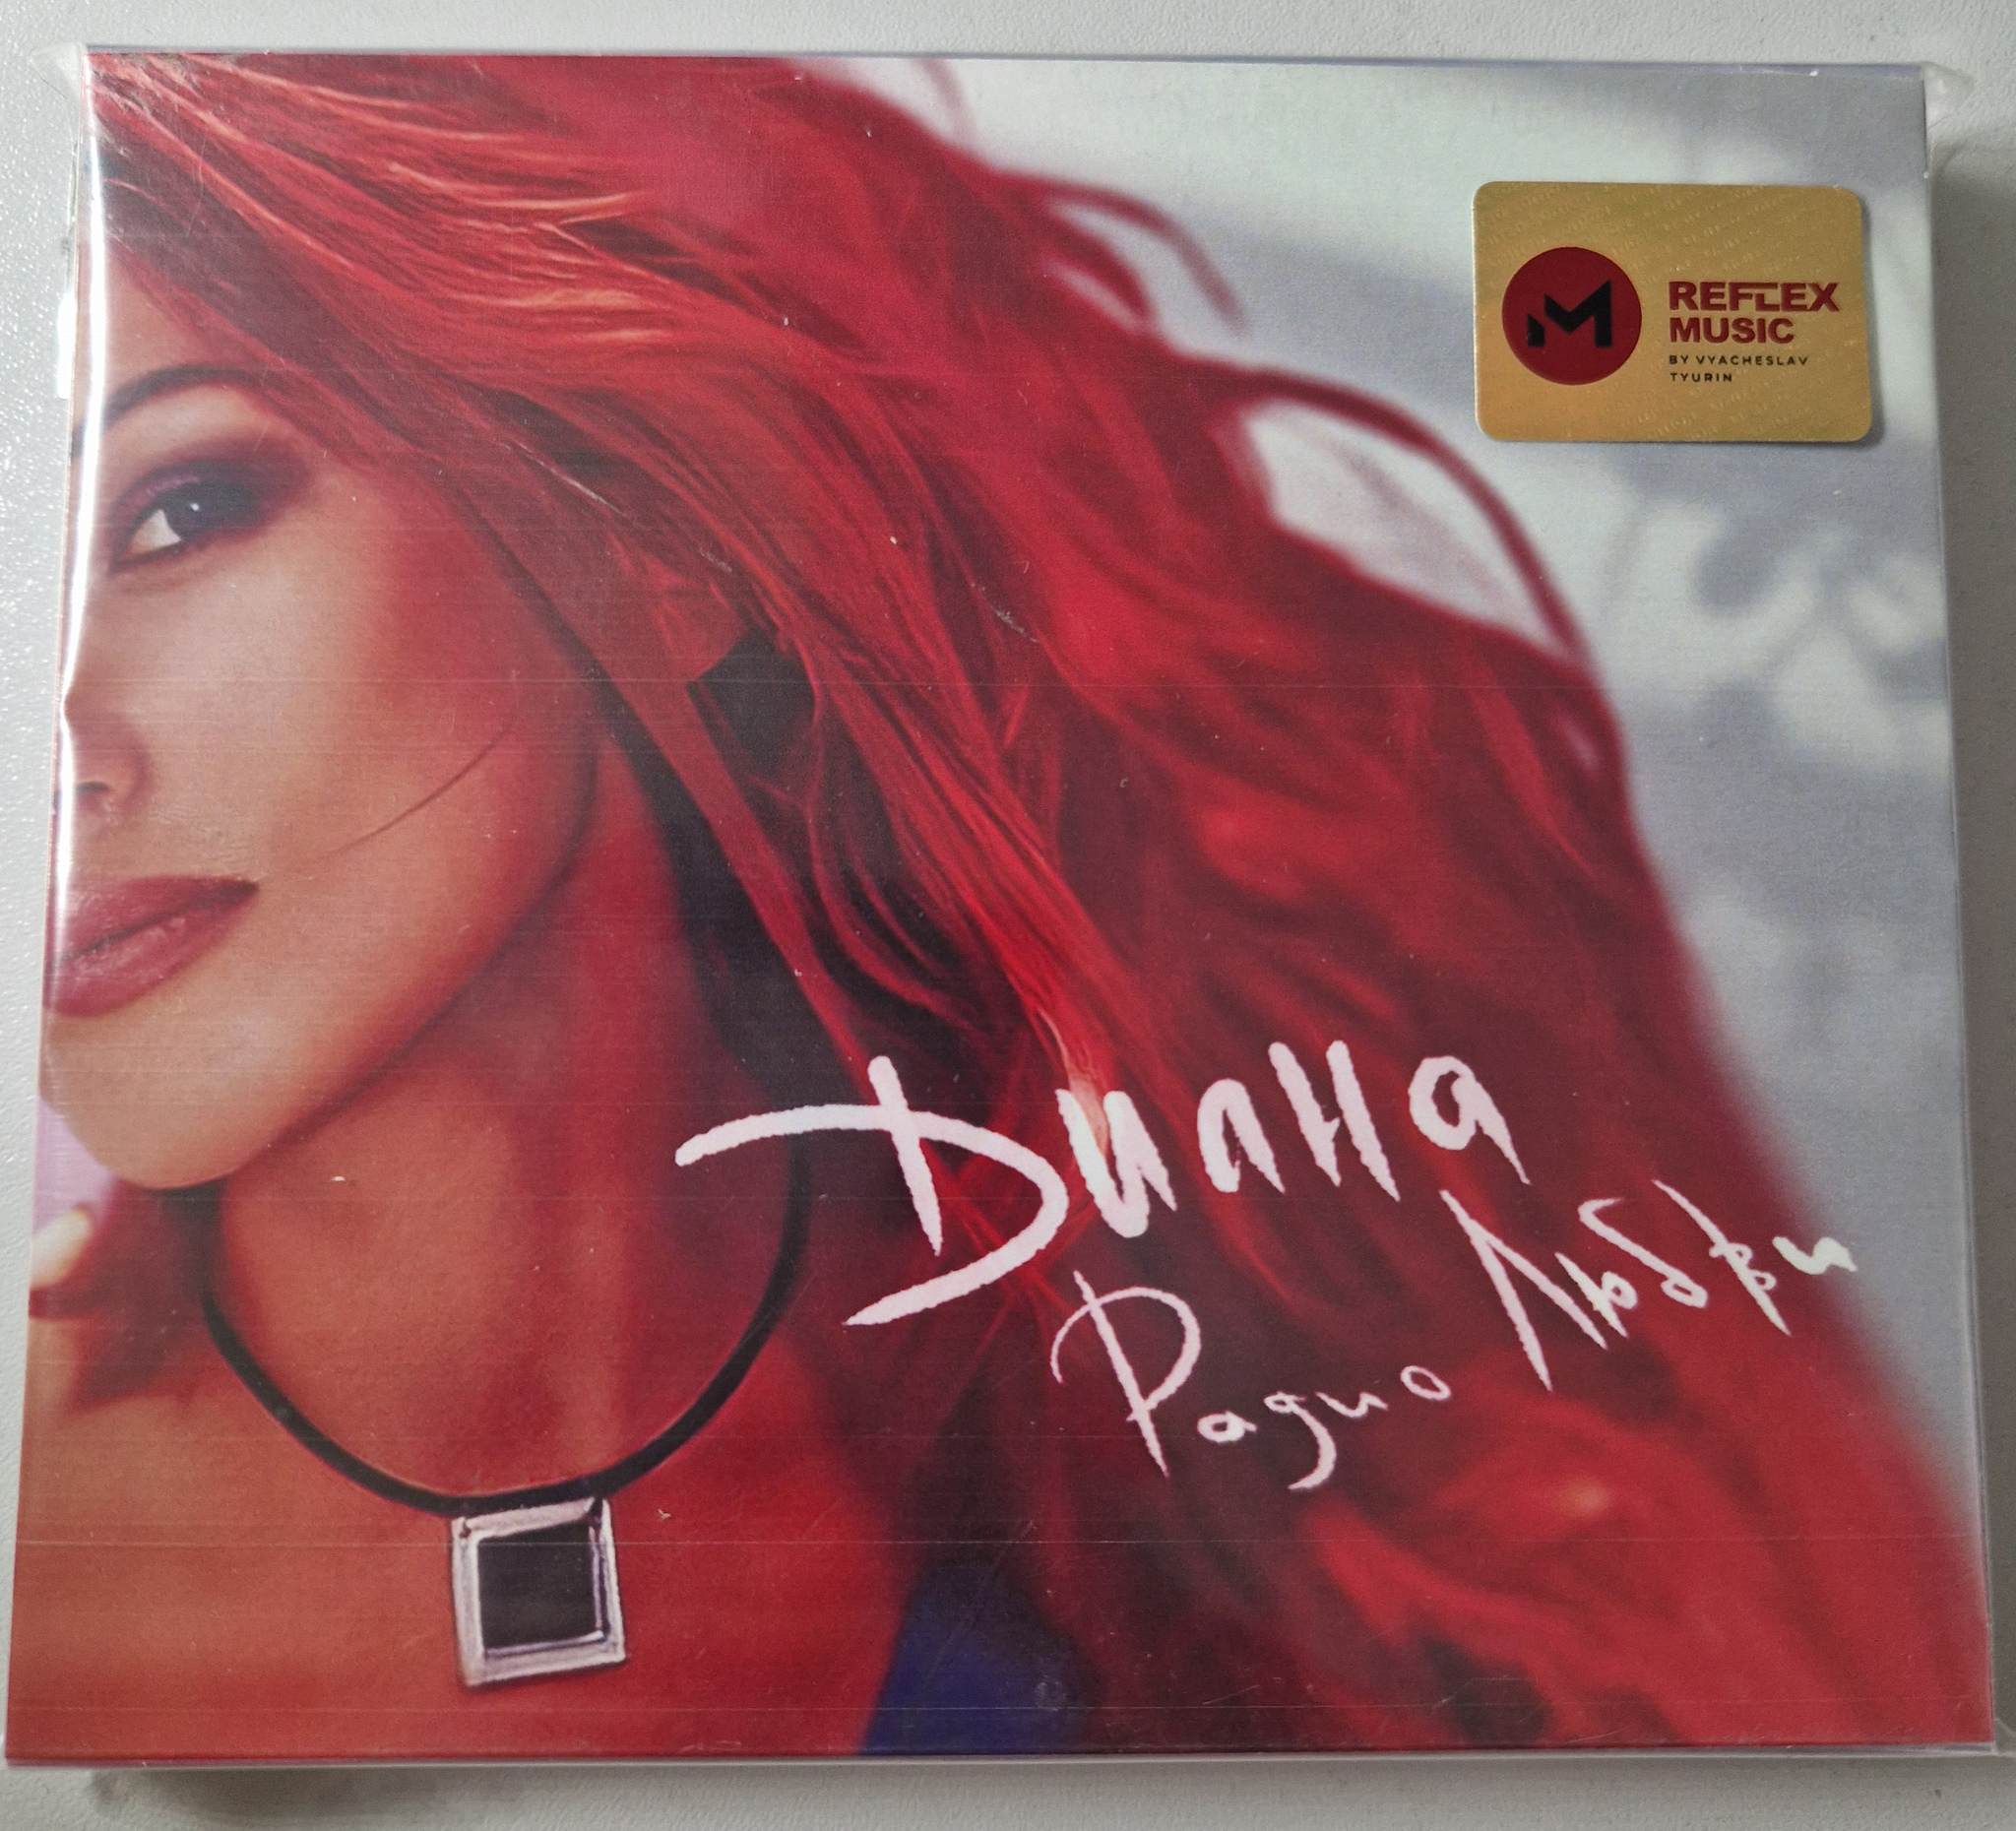 REFLEX
MUSIC
BY VYACHESLAV
TYURIN
Диана
Радио Любви